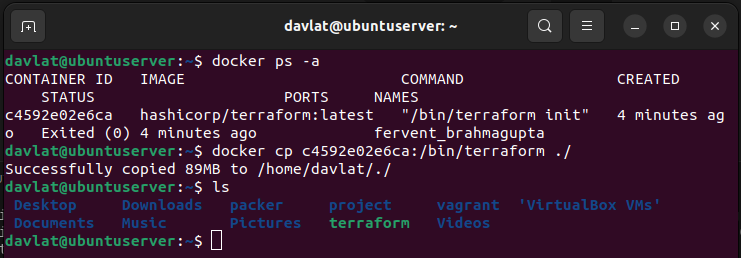 davlat@ubuntuserver: ~
davlat@ubuntuserver:~$ docker ps -a
CONTAINER ID   IMAGE                        COMMAND                  CREATED
    STATUS                   PORTS     NAMES
c4592e02e6ca   hashicorp/terraform:latest   "/bin/terraform init"   4 minutes ag
o   Exited (0) 4 minutes ago             fervent_brahmagupta
davlat@ubuntuserver:~$ docker cp c4592e02e6ca:/bin/terraform ./
Successfully copied 89MB to /home/davlat/./
davlat@ubuntuserver:~$ ls
Desktop    Downloads  packer    project    vagrant  'VirtualBox VMs'
Documents  Music      Pictures  terraform  Videos
davlat@ubuntuserver:~$